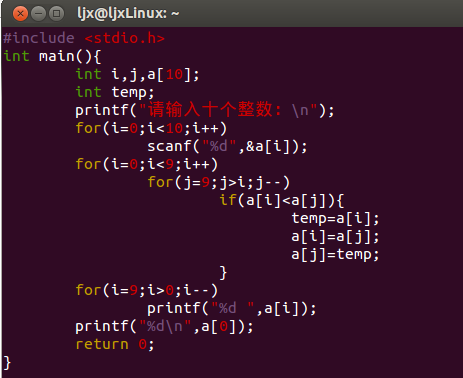 ljx@ljxLinux: ~
#include <stdio.h>
int main(){
        int i,j,a[10];
        int temp;
        printf("请输入十个整数: \n");
        for(i=0;i<10;i++)
                scanf("%d",&a[i]);
        for(i=0;i<9;i++)
                for(j=9;j>i;j--)
                        if(a[i]<a[j]){
                                temp=a[i];
                                a[i]=a[j];
                                a[j]=temp;
                        }
        for(i=9;i>0;i--)
                printf("%d ",a[i]);
        printf("%d\n",a[0]);
        return 0;
}